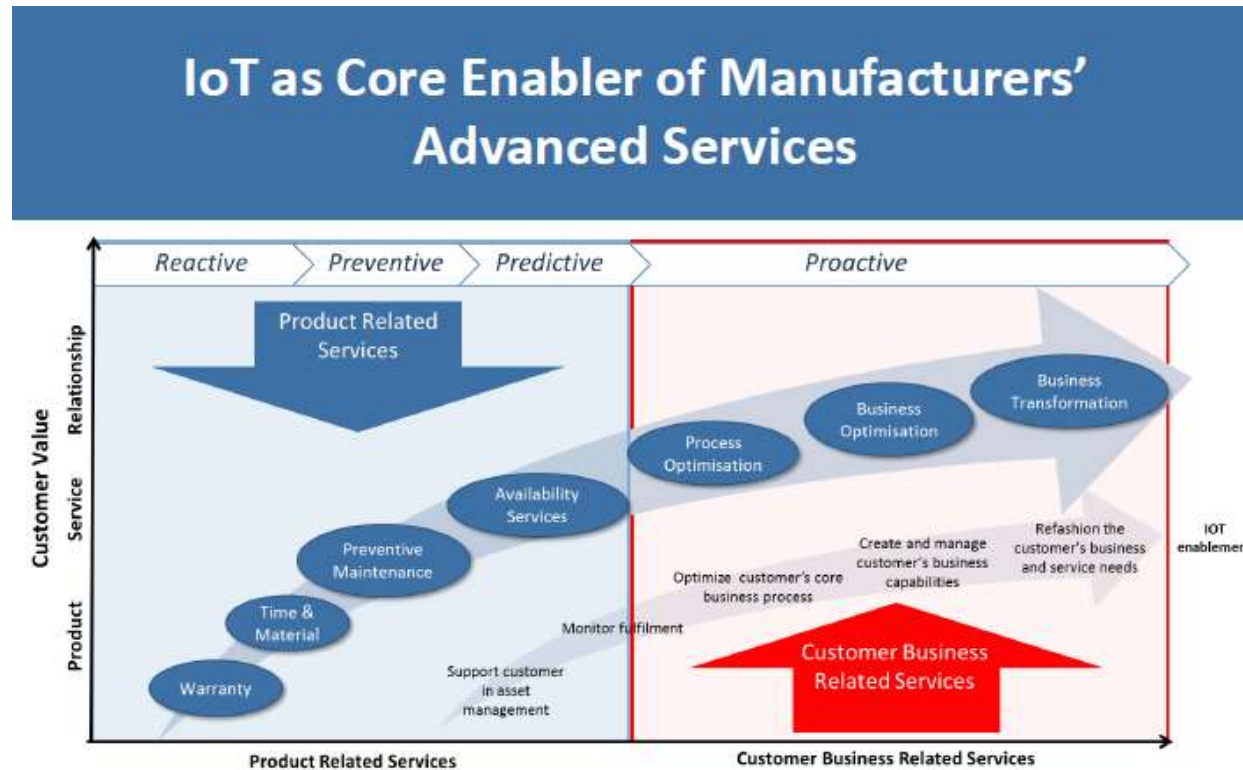 IoT as Core Enabler of Manufacturers'
Advanced Services
Reactive
Preventive
Predictive
Proactive
Product Related
Services
Business
Transformation
Business
Optimisation
Process
Optimisation
Availability
Services
Preventive
Maintenance
Time &
Material
Warranty
Customer Value
Relationship
Service
Product
Refashion the
customer's business
and service needs
Create and manage
customer's business
capabilities
Optimize customer's core
business process
Monitor fulfilment
Support customer
in asset
management
IOT
enablemen
Customer Business
Related Services
Product Related Services
Customer Business Related Services